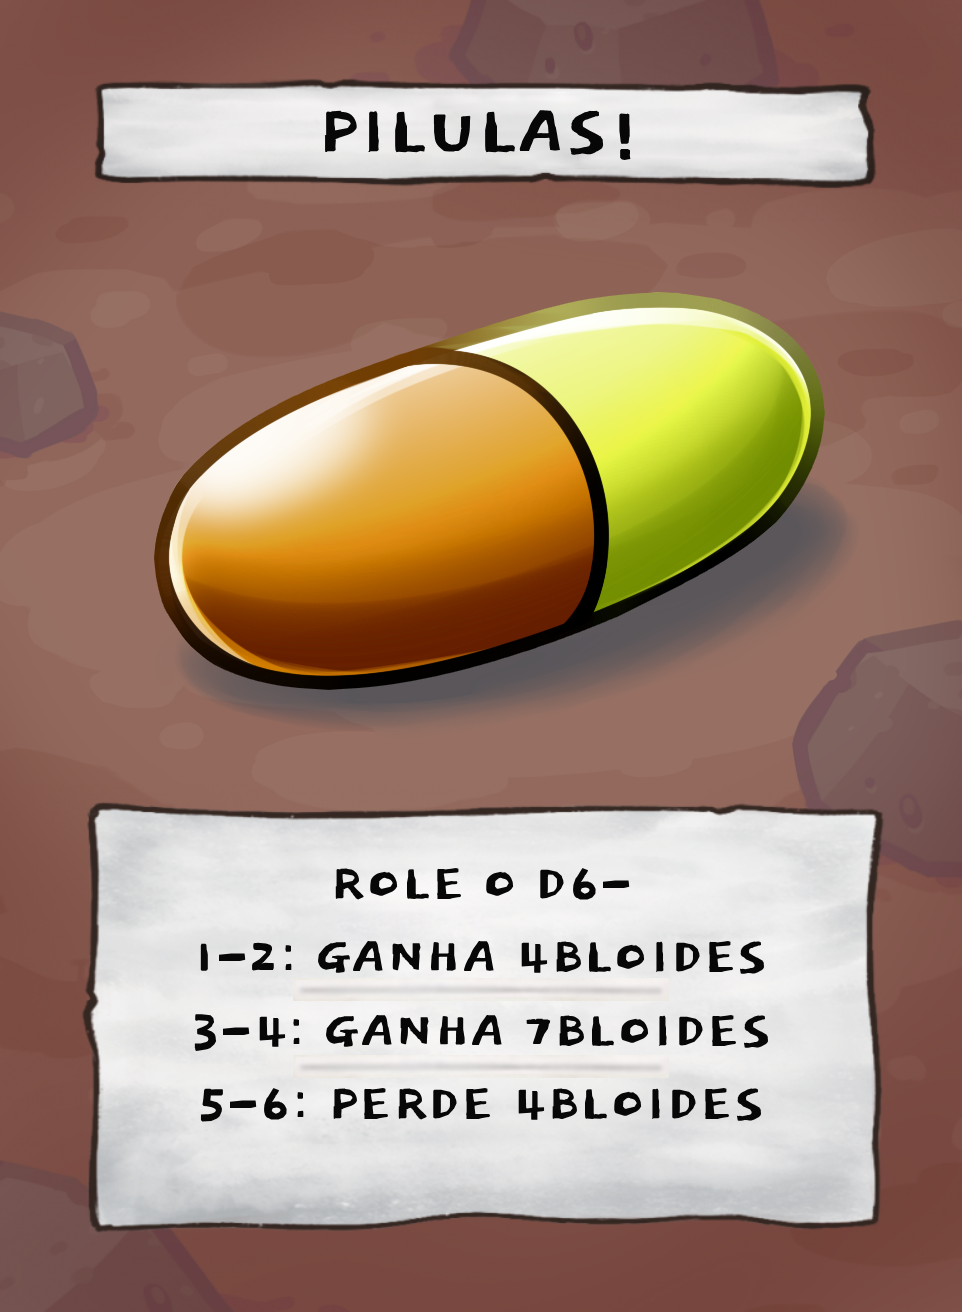 PILULAS!
ROLE O D6-
1-2: GANHA 4BLOIDES
3-4: GANHA 7BLOIDES
5-6: PERDE 4BLOIDES